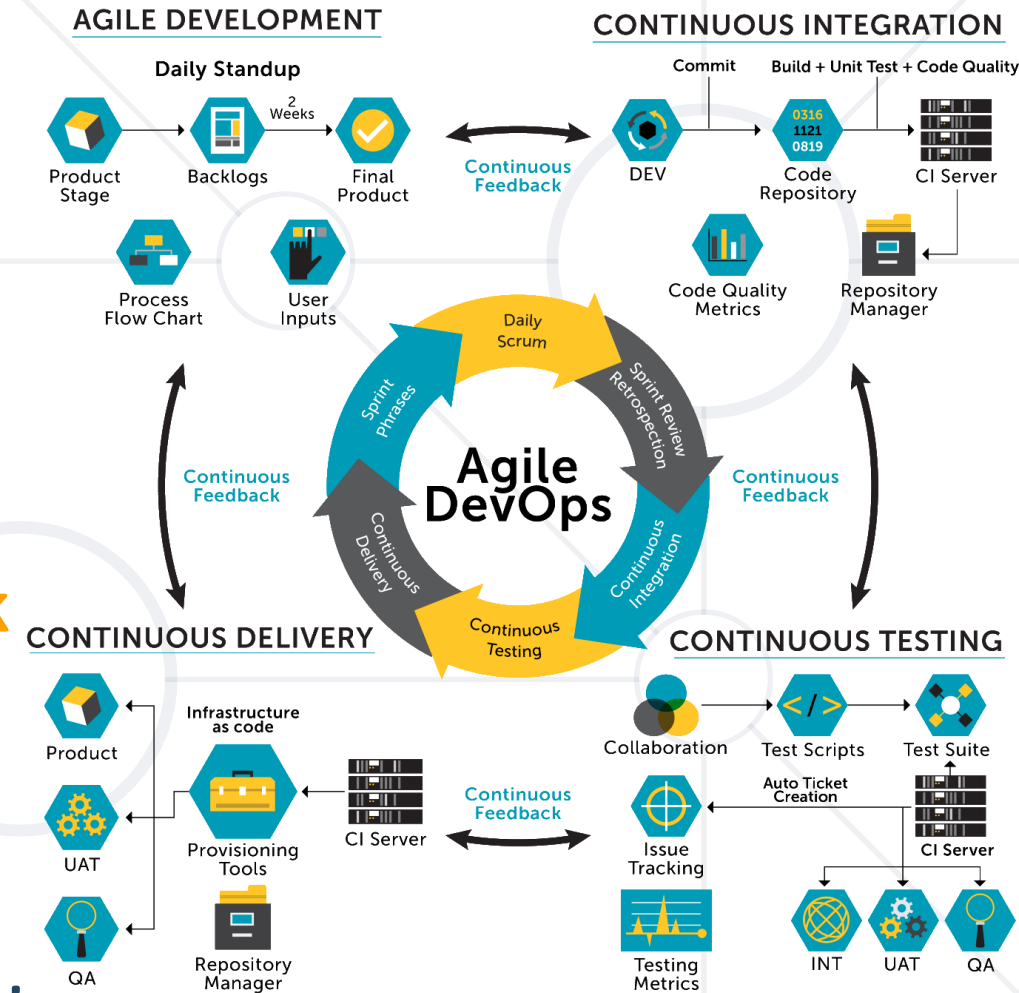 AGILE DEVELOPMENT
Daily Standup
Product
Stage
Backlogs
2
Weeks
Final
Product
Process
Flow Chart
User
Inputs
Continuous
Feedback
CONTINUOUS INTEGRATION
Commit
Build + Unit Test + Code Quality
DEV
0316
1121
0819
Code
Repository
CI Server
Code Quality
Metrics
Repository
Manager
Daily
Scrum
Sprint Review
Retrospection
Continuous
Integration
Continuous
Testing
Continuous
Delivery
Sprint
Phrases
Agile
DevOps
Continuous
Feedback
Continuous
Feedback
CONTINUOUS DELIVERY
Product
UAT
QA
Infrastructure
as code
Provisioning
Tools
Repository
Manager
CI Server
Continuous
Feedback
CONTINUOUS TESTING
Collaboration
< / >
Test Scripts
Test Suite
Auto Ticket
Creation
Issue
Tracking
CI Server
Testing
Metrics
INT
UAT
QA